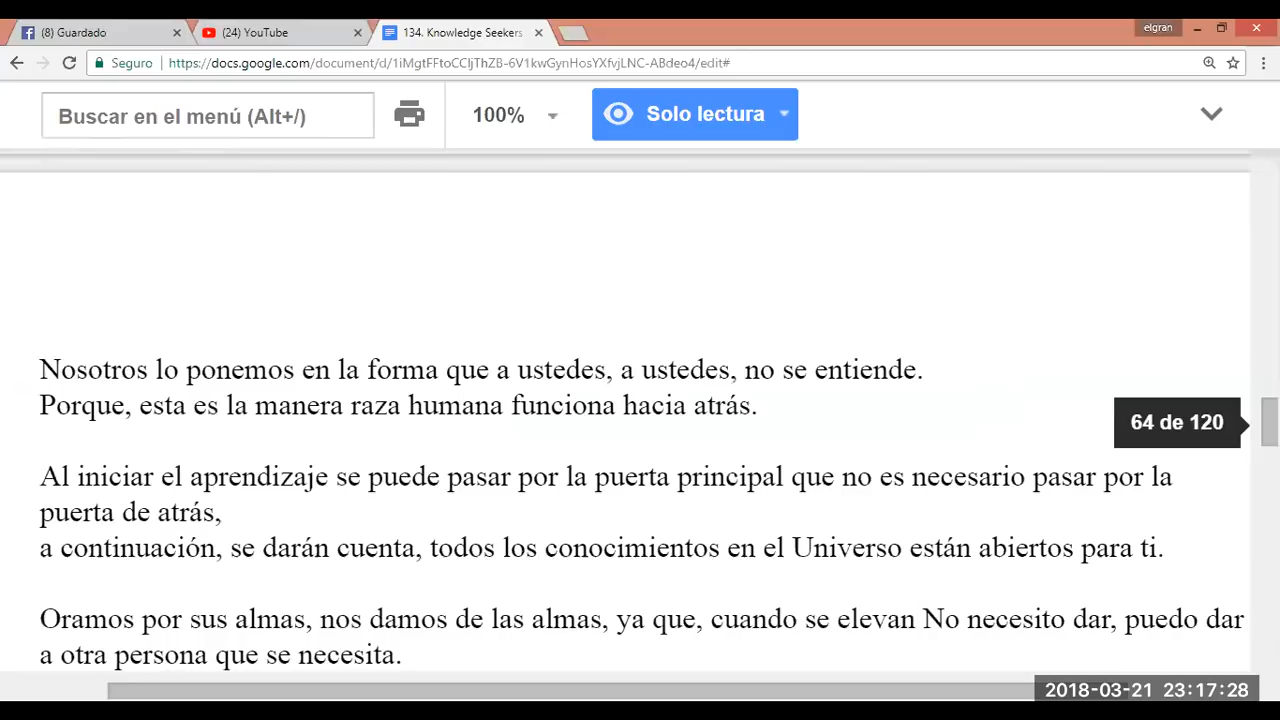 (8) Guardado
(24) YouTube
134. Knowledge Seekers
elgran
Seguro
https://docs.google.com/document/d/1iMgtFFtoCCIjThZB-6V1kwGynHosYXfvjLNC-ABdeo4/edit#
Buscar en el menú (Alt+/)
100%
Solo lectura
Nosotros lo ponemos en la forma que a ustedes, a ustedes, no se entiende.
Porque, esta es la manera raza humana funciona hacia atrás.
64 de 120
Al iniciar el aprendizaje se puede pasar por la puerta principal que no es necesario pasar por la
puerta de atrás,
a continuación, se darán cuenta, todos los conocimientos en el Universo están abiertos para ti.
Oramos por sus almas, nos damos de las almas, ya que, cuando se elevan No necesito dar, puedo dar
a otra persona que se necesita.
2018-03-21 23:17:28